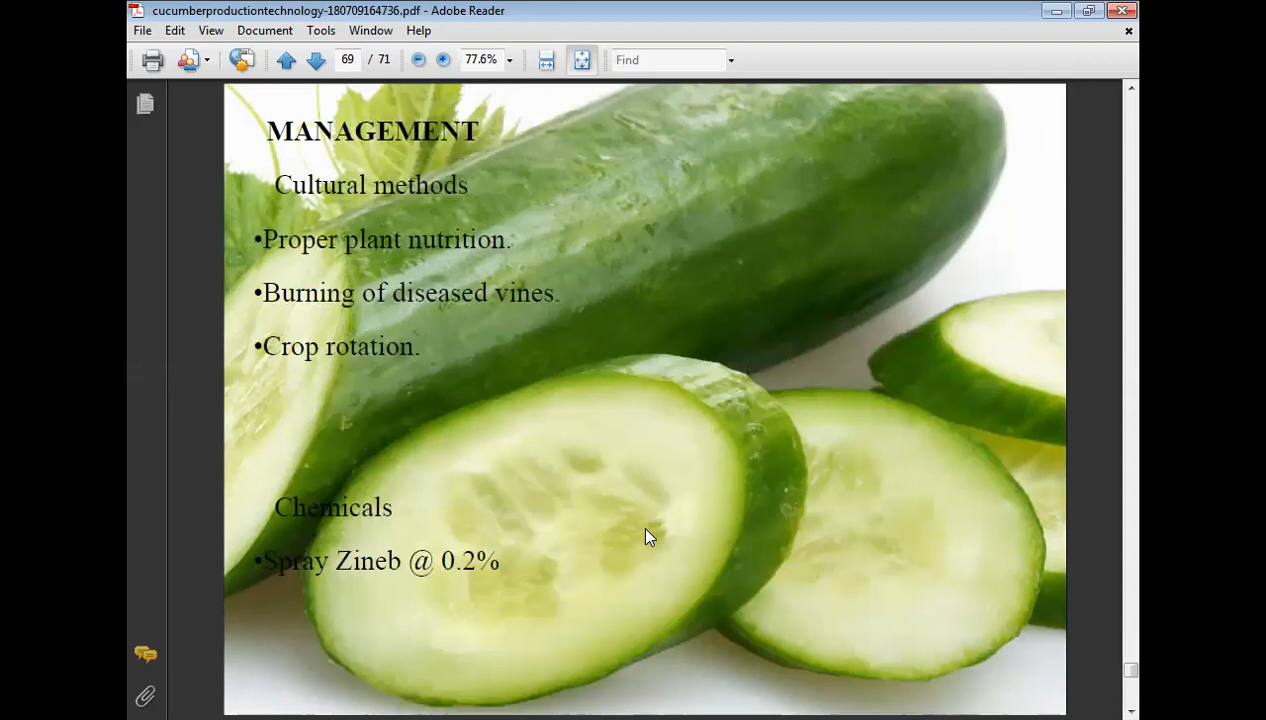 cucumberproductiontechnology-180709164736.pdf - Adobe Reader
File Edit View Document Tools Window Help
69 / 71 77.6% Find
MANAGEMENT
Cultural methods
•Proper plant nutrition.
•Burning of diseased vines.
•Crop rotation.
Chemicals
•Spray Zineb @ 0.2%